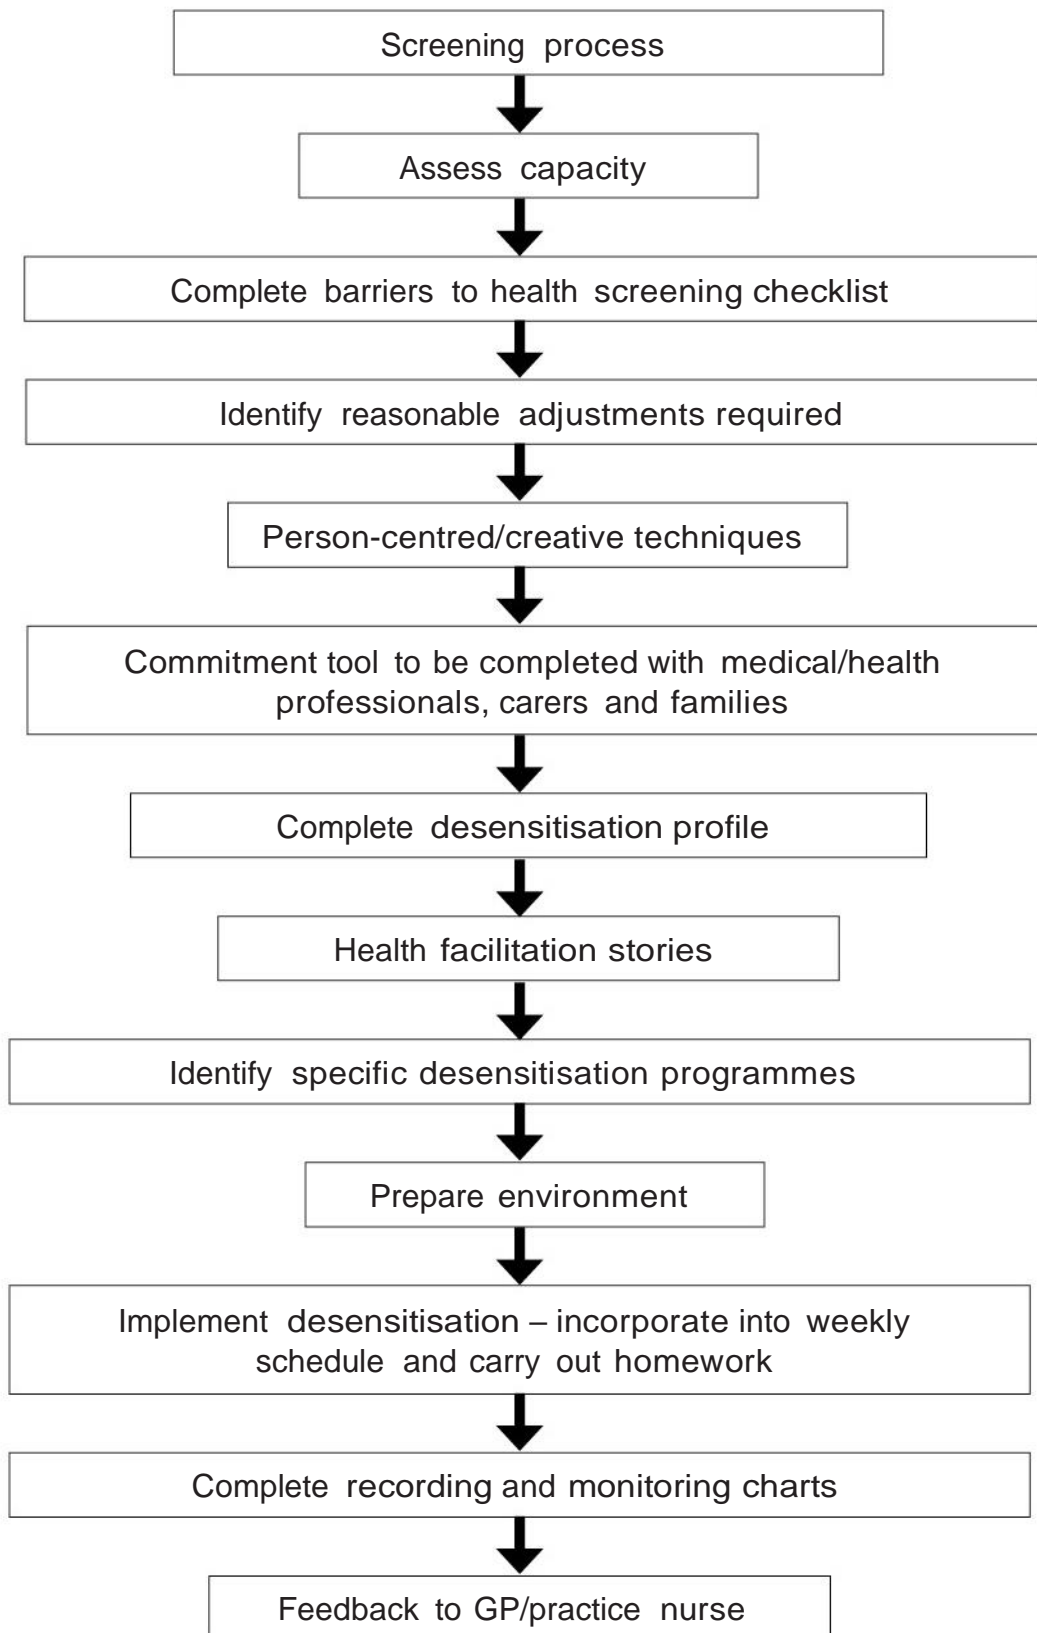 Screening process
Assess capacity
Complete barriers to health screening checklist
Identify reasonable adjustments required
Person-centred/creative techniques
Commitment tool to be completed with medical/health
professionals, carers and families
Complete desensitisation profile
Health facilitation stories
Identify specific desensitisation programmes
Prepare environment
Implement desensitisation – incorporate into weekly
schedule and carry out homework
Complete recording and monitoring charts
Feedback to GP/practice nurse